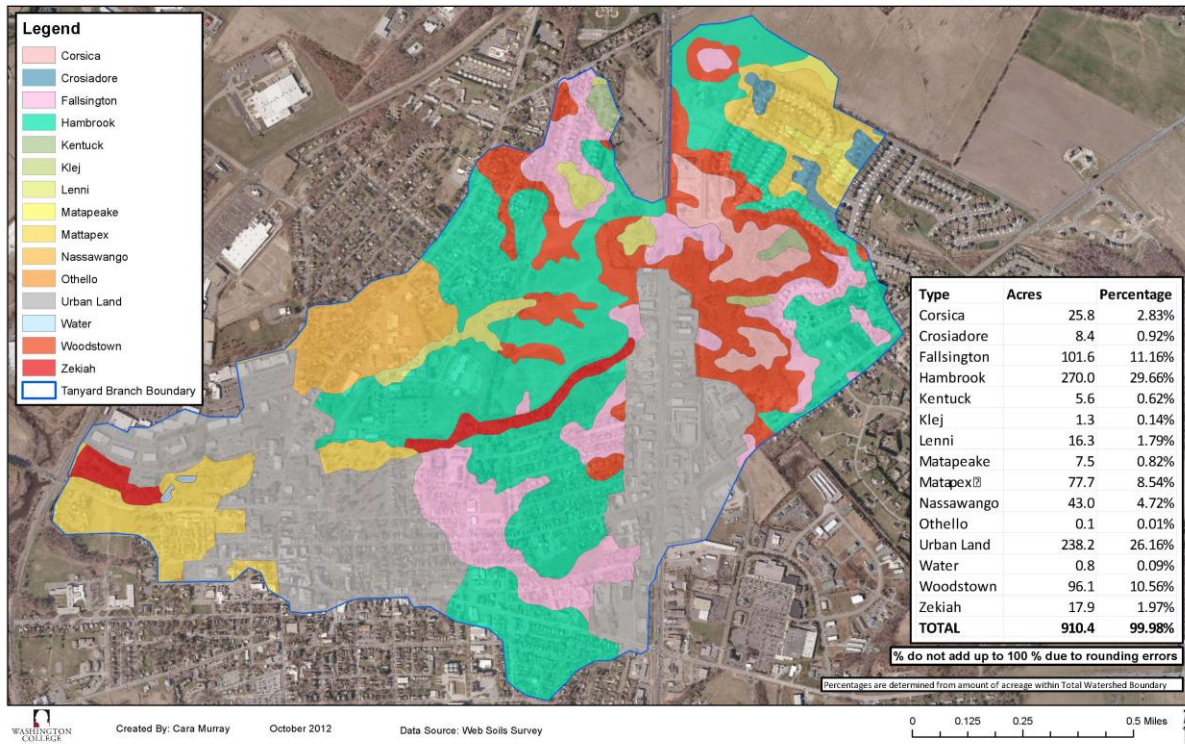 Legend
Corsica
Crosiadore
Fallsington
Hambrook
Kentuck
Klej
Lenni
Matapeake
Mattapex
Nassawango
Othello
Urban Land
Water
Woodstown
Zekiah
Tanyard Branch Boundary
Type Acres Percentage
Corsica 25.8 2.83%
Crosiadore 8.4 0.92%
Fallsington 101.6 11.16%
Hambrook 270.0 29.66%
Kentuck 5.6 0.62%
Klej 1.3 0.14%
Lenni 16.3 1.79%
Matapeake 7.5 0.82%
Matapex 77.7 8.54%
Nassawango 43.0 4.72%
Othello 0.1 0.01%
Urban Land 238.2 26.16%
Water 0.8 0.09%
Woodstown 96.1 10.56%
Zekiah 17.9 1.97%
TOTAL 910.4 99.98%
% do not add up to 100 % due to rounding errors
Percentages are determined from amount of acreage within Total Watershed Boundary
WASHINGTON
COLLEGE
Created By: Cara Murray October 2012 Data Source: Web Soils Survey
0 0.125 0.25 0.5 Miles